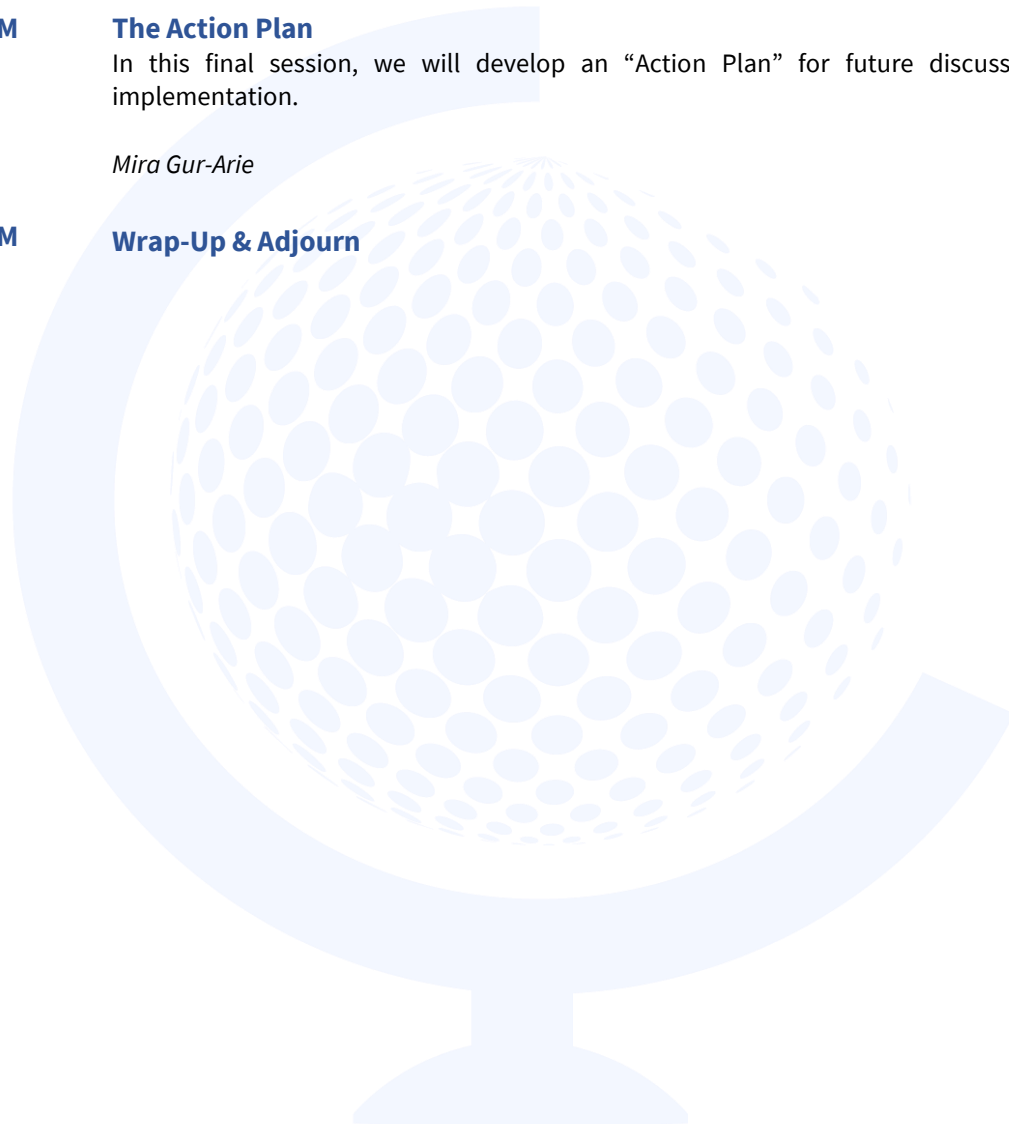 M The Action Plan
In this final session, we will develop an “Action Plan” for future discuss
implementation.
Mira Gur-Arie
M Wrap-Up & Adjourn